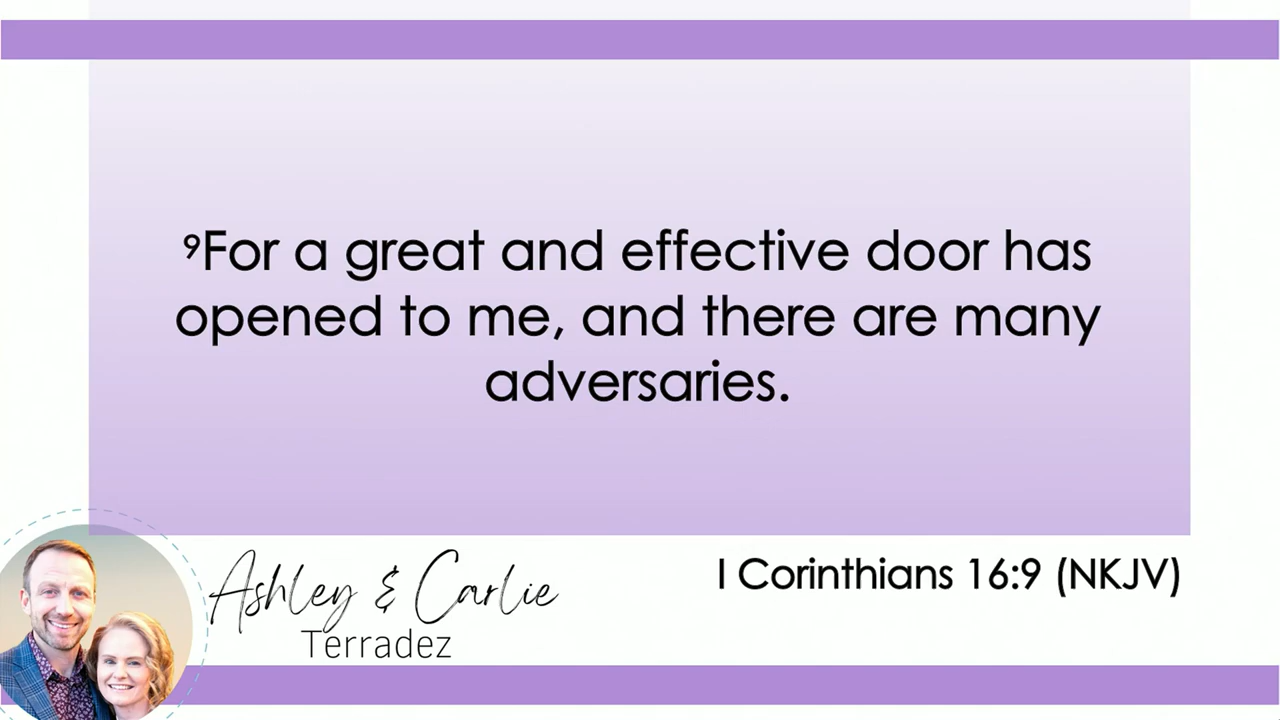 ⁹For a great and effective door has
opened to me, and there are many
adversaries.
I Corinthians 16:9 (NKJV)
Ashley & Carlie
Terradez